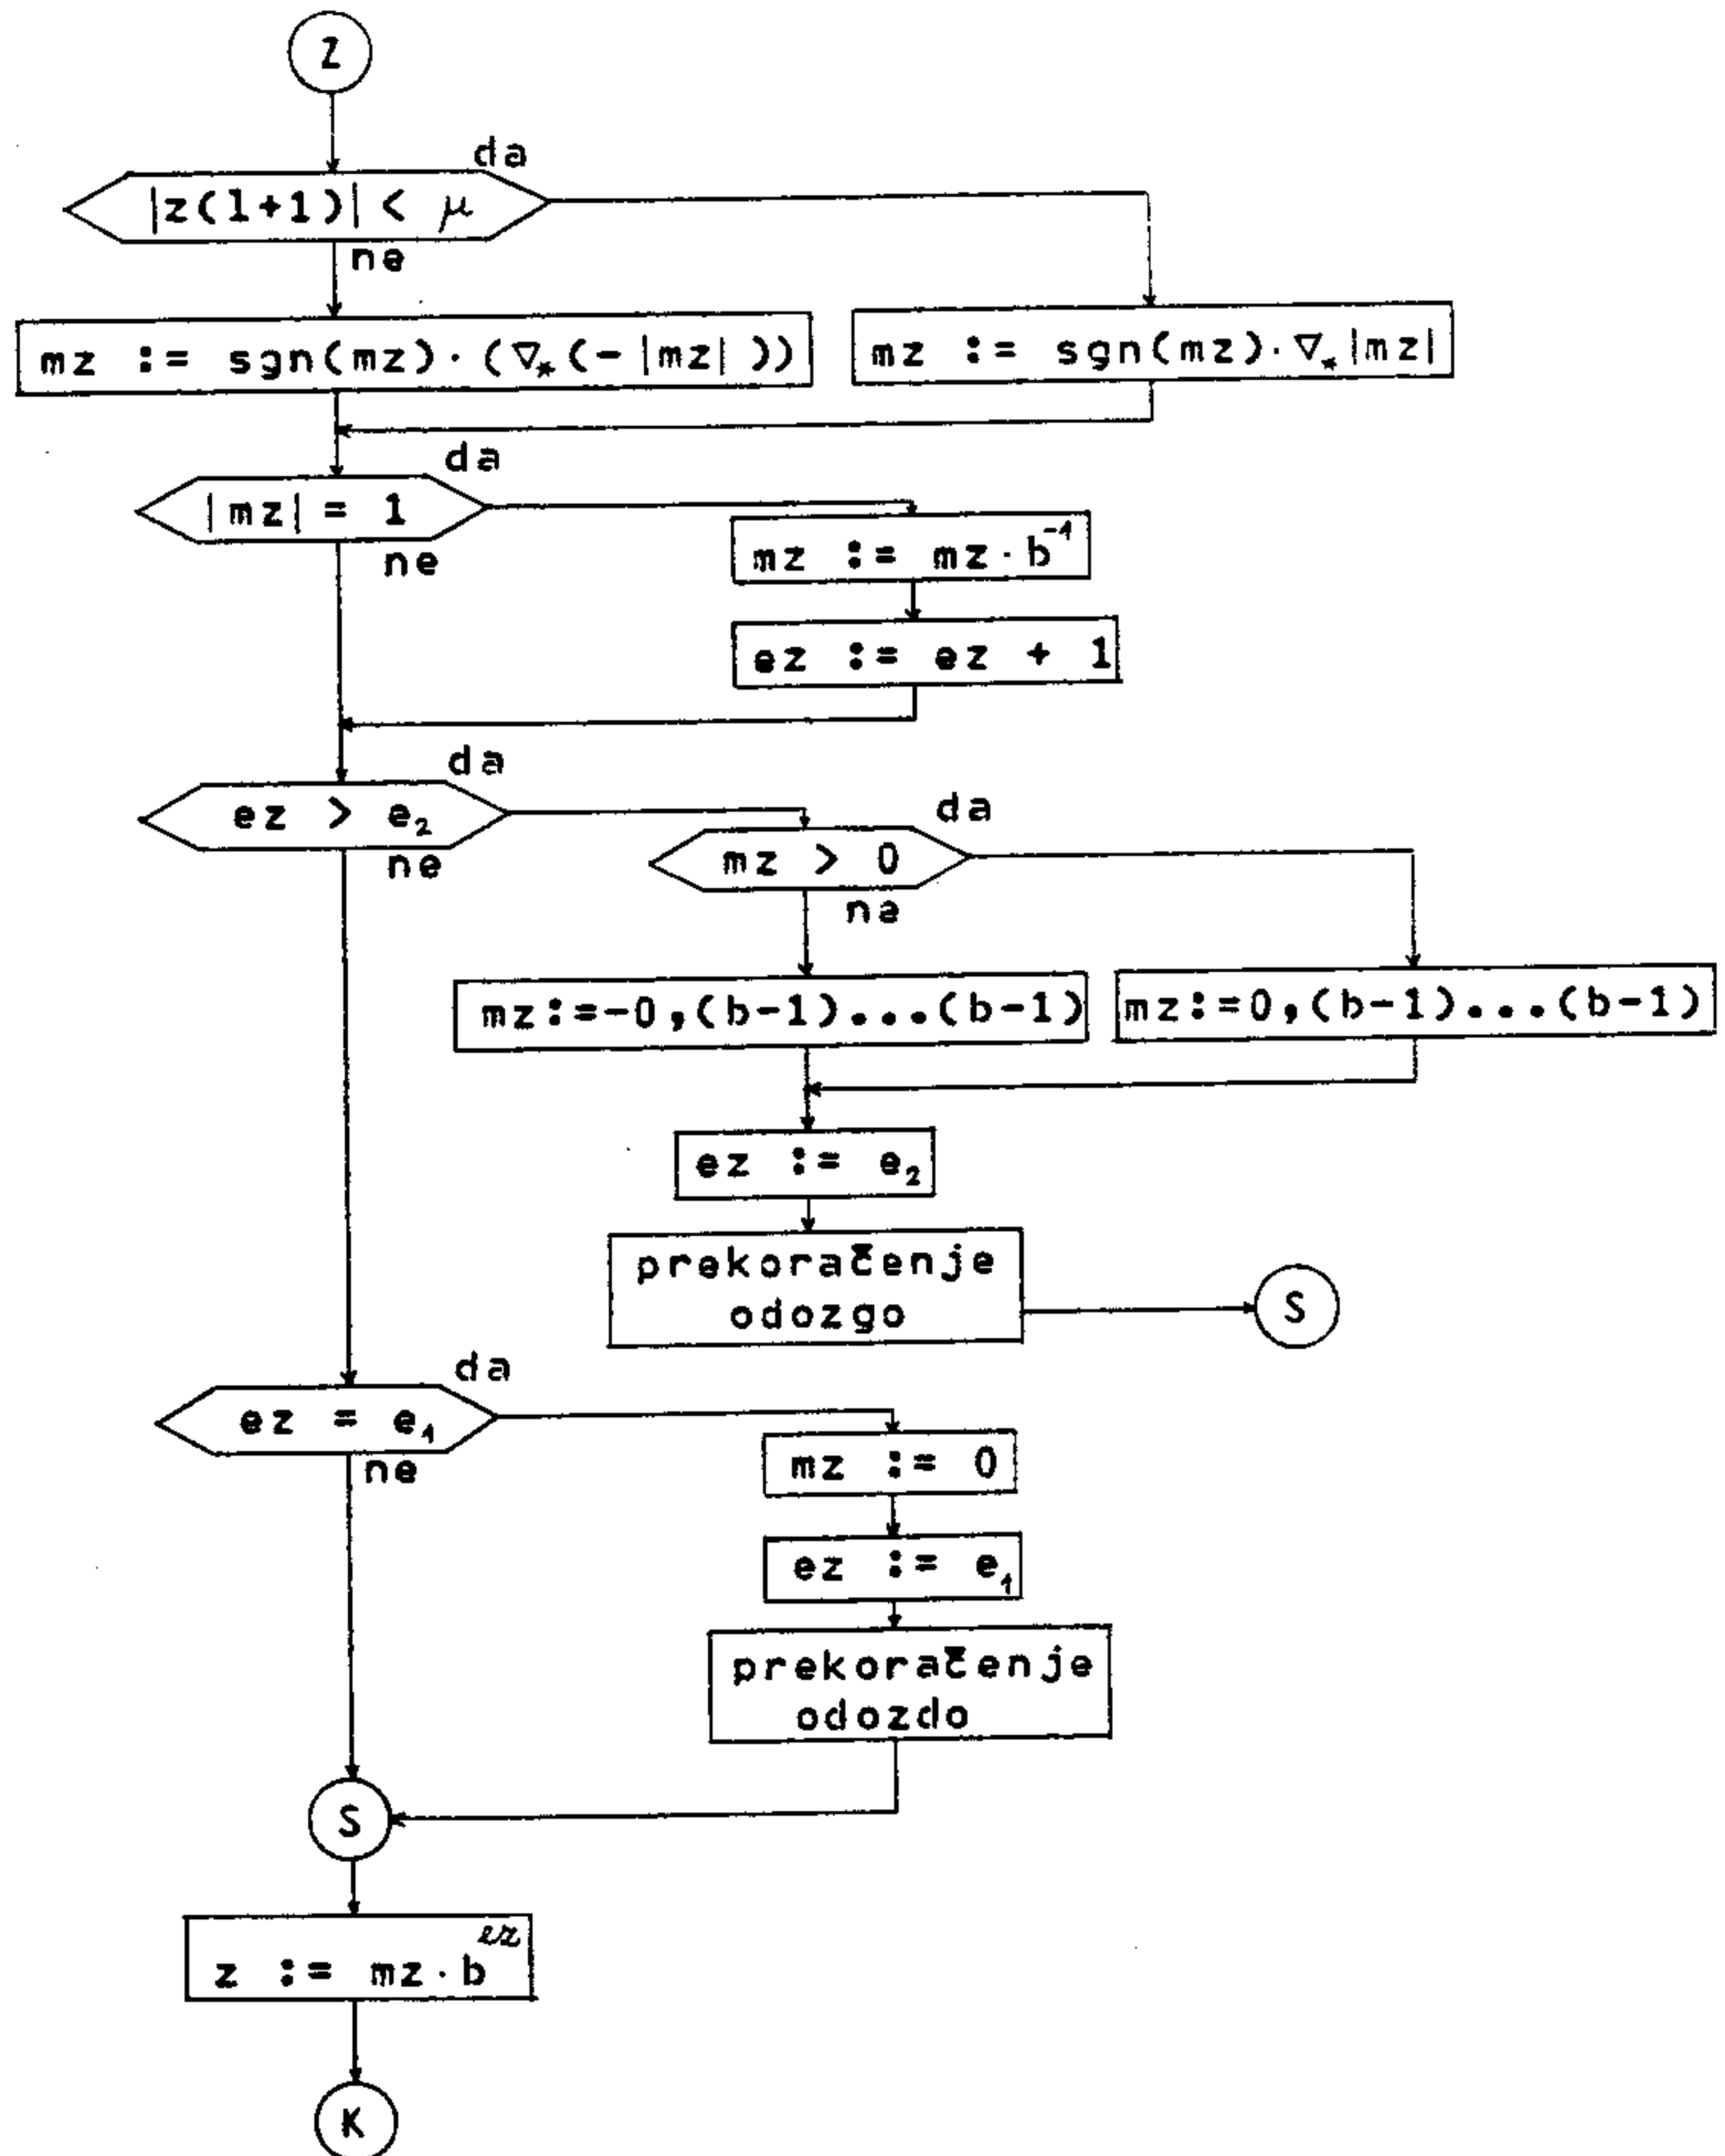 Z
da
|z(l+1)| < μ
ne
mz := sgn(mz)·(∇*(-|mz|))
mz := sgn(mz)·∇*|mz|
da
|mz| = 1
ne
mz := mz·b⁻¹
ez := ez + 1
da
ez > e₂
ne
da
mz > 0
ne
mz:=-0,(b-1)...(b-1)
mz:=0,(b-1)...(b-1)
ez := e₂
prekoračenje
odozgo
S
da
ez = e₁
ne
mz := 0
ez := e₁
prekoračenje
odozdo
S
z := mz·b^ez
K